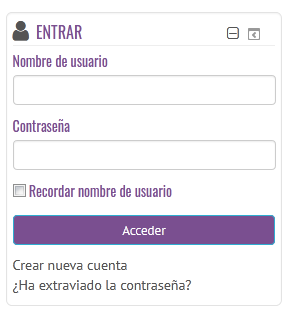 ENTRAR
Nombre de usuario
Contraseña
Recordar nombre de usuario
Acceder
Crear nueva cuenta
¿Ha extraviado la contraseña?